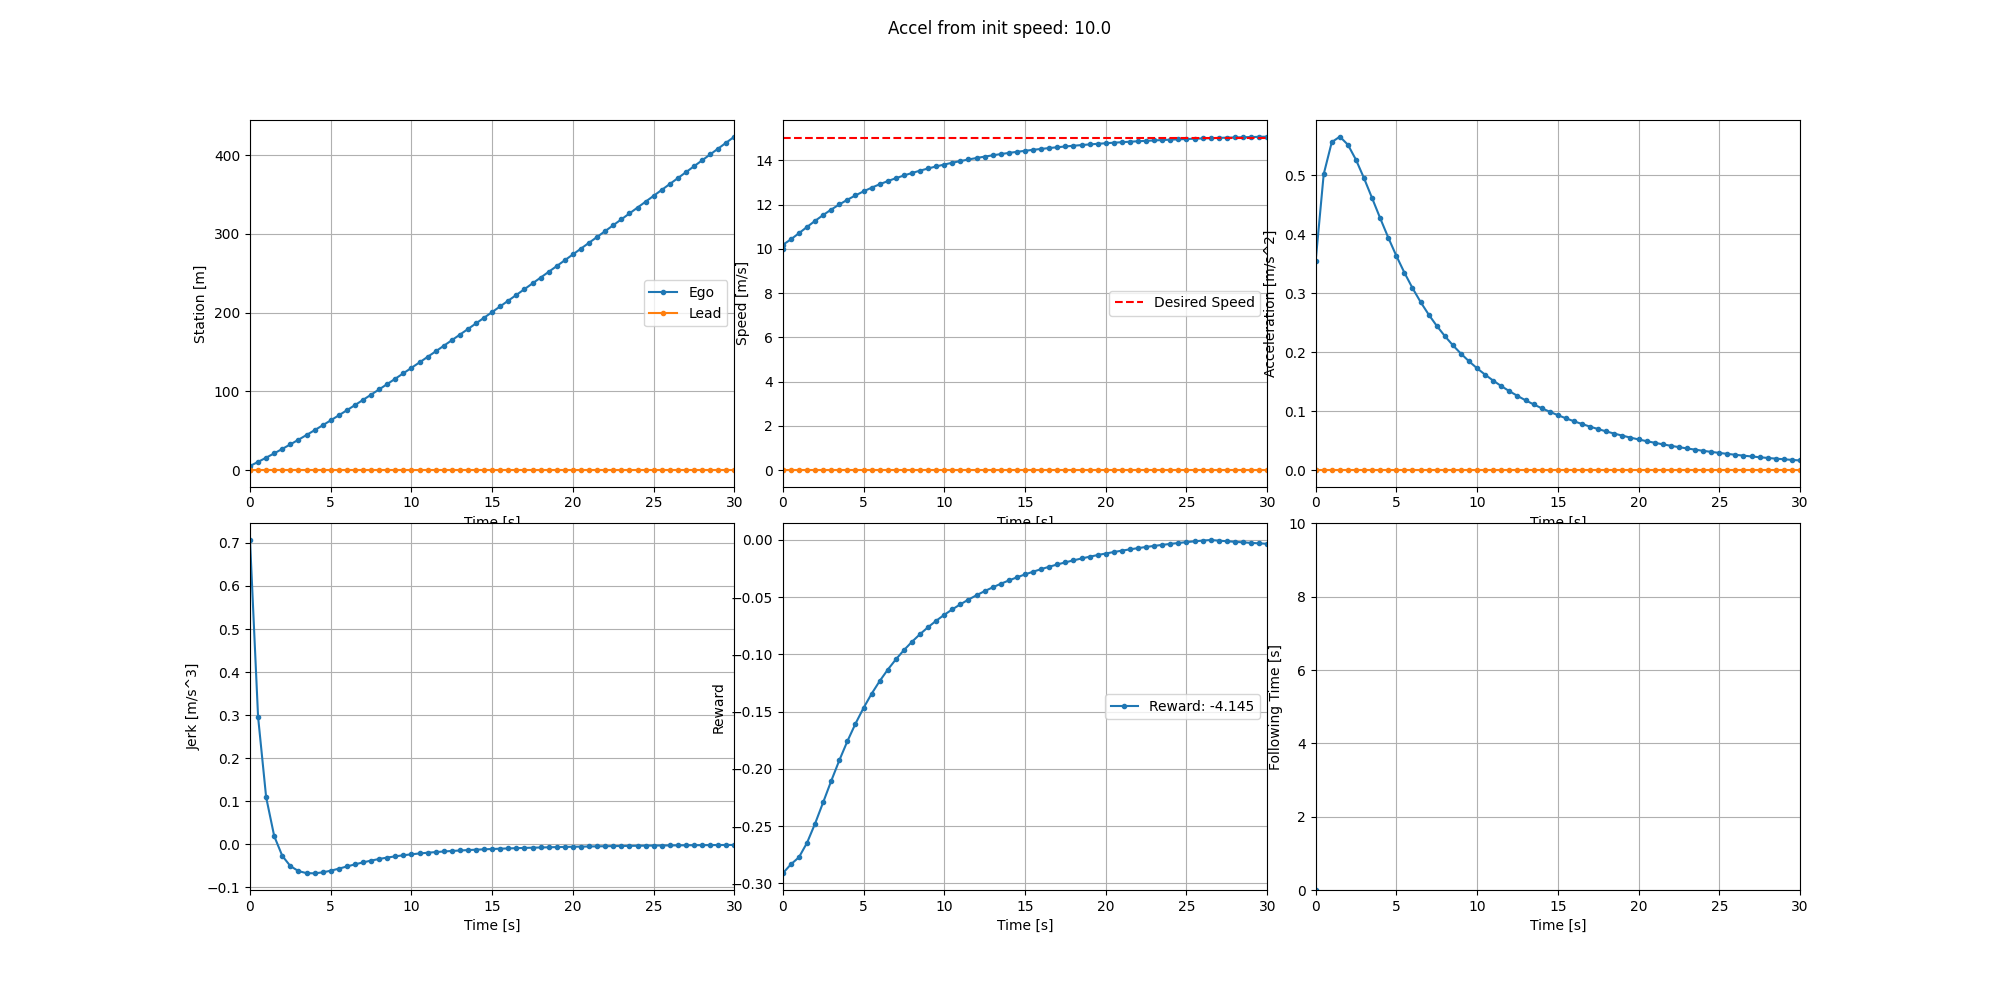 Accel from init speed: 10.0
Station [m]
400
300
200
100
0
0 5 10 15 20 25 30
Time [s]
Ego
Lead
Speed [m/s]
14
12
10
8
6
4
2
0
0 5 10 15 20 25 30
Time [s]
Desired Speed
Acceleration [m/s^2]
0.5
0.4
0.3
0.2
0.1
0.0
0 5 10 15 20 25 30
Time [s]
Jerk [m/s^3]
0.7
0.6
0.5
0.4
0.3
0.2
0.1
0.0
−0.1
0 5 10 15 20 25 30
Time [s]
Reward
0.00
−0.05
−0.10
−0.15
−0.20
−0.25
−0.30
0 5 10 15 20 25 30
Time [s]
Reward: -4.145
Following Time [s]
10
8
6
4
2
0
0 5 10 15 20 25 30
Time [s]